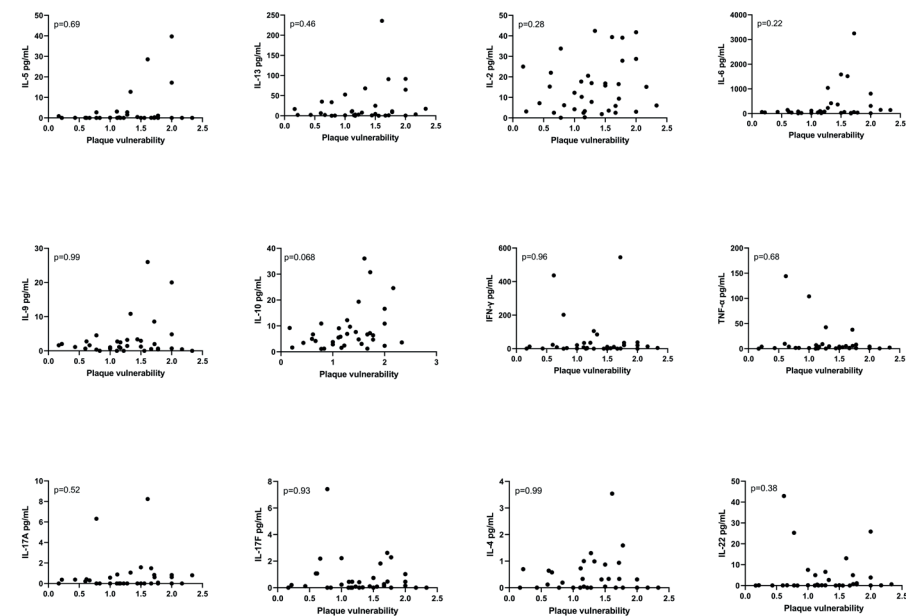 p=0.69
IL-5 pg/mL
50
40
30
20
10
0
0.0 0.5 1.0 1.5 2.0 2.5
Plaque vulnerability
p=0.46
IL-13 pg/mL
250
200
150
100
50
0
0.0 0.5 1.0 1.5 2.0 2.5
Plaque vulnerability
p=0.28
IL-2 pg/mL
50
40
30
20
10
0
0.0 0.5 1.0 1.5 2.0 2.5
Plaque vulnerability
p=0.22
IL-6 pg/mL
4000
3000
2000
1000
0
0.0 0.5 1.0 1.5 2.0 2.5
Plaque vulnerability
p=0.99
IL-9 pg/mL
30
20
10
0
0.0 0.5 1.0 1.5 2.0 2.5
Plaque vulnerability
p=0.068
IL-10 pg/mL
40
30
20
10
0
0 1 2 3
Plaque vulnerability
p=0.96
IFN-γ pg/mL
600
400
200
0
0.0 0.5 1.0 1.5 2.0 2.5
Plaque vulnerability
p=0.68
TNF-α pg/mL
200
150
100
50
0
0.0 0.5 1.0 1.5 2.0 2.5
Plaque vulnerability
p=0.52
IL-17A pg/mL
10
8
6
4
2
0
0.0 0.5 1.0 1.5 2.0 2.5
Plaque vulnerability
p=0.93
IL-17F pg/mL
8
6
4
2
0
0.0 0.5 1.0 1.5 2.0 2.5
Plaque vulnerability
p=0.99
IL-4 pg/mL
4
3
2
1
0
0.0 0.5 1.0 1.5 2.0 2.5
Plaque vulnerability
p=0.38
IL-22 pg/mL
50
40
30
20
10
0
0.0 0.5 1.0 1.5 2.0 2.5
Plaque vulnerability